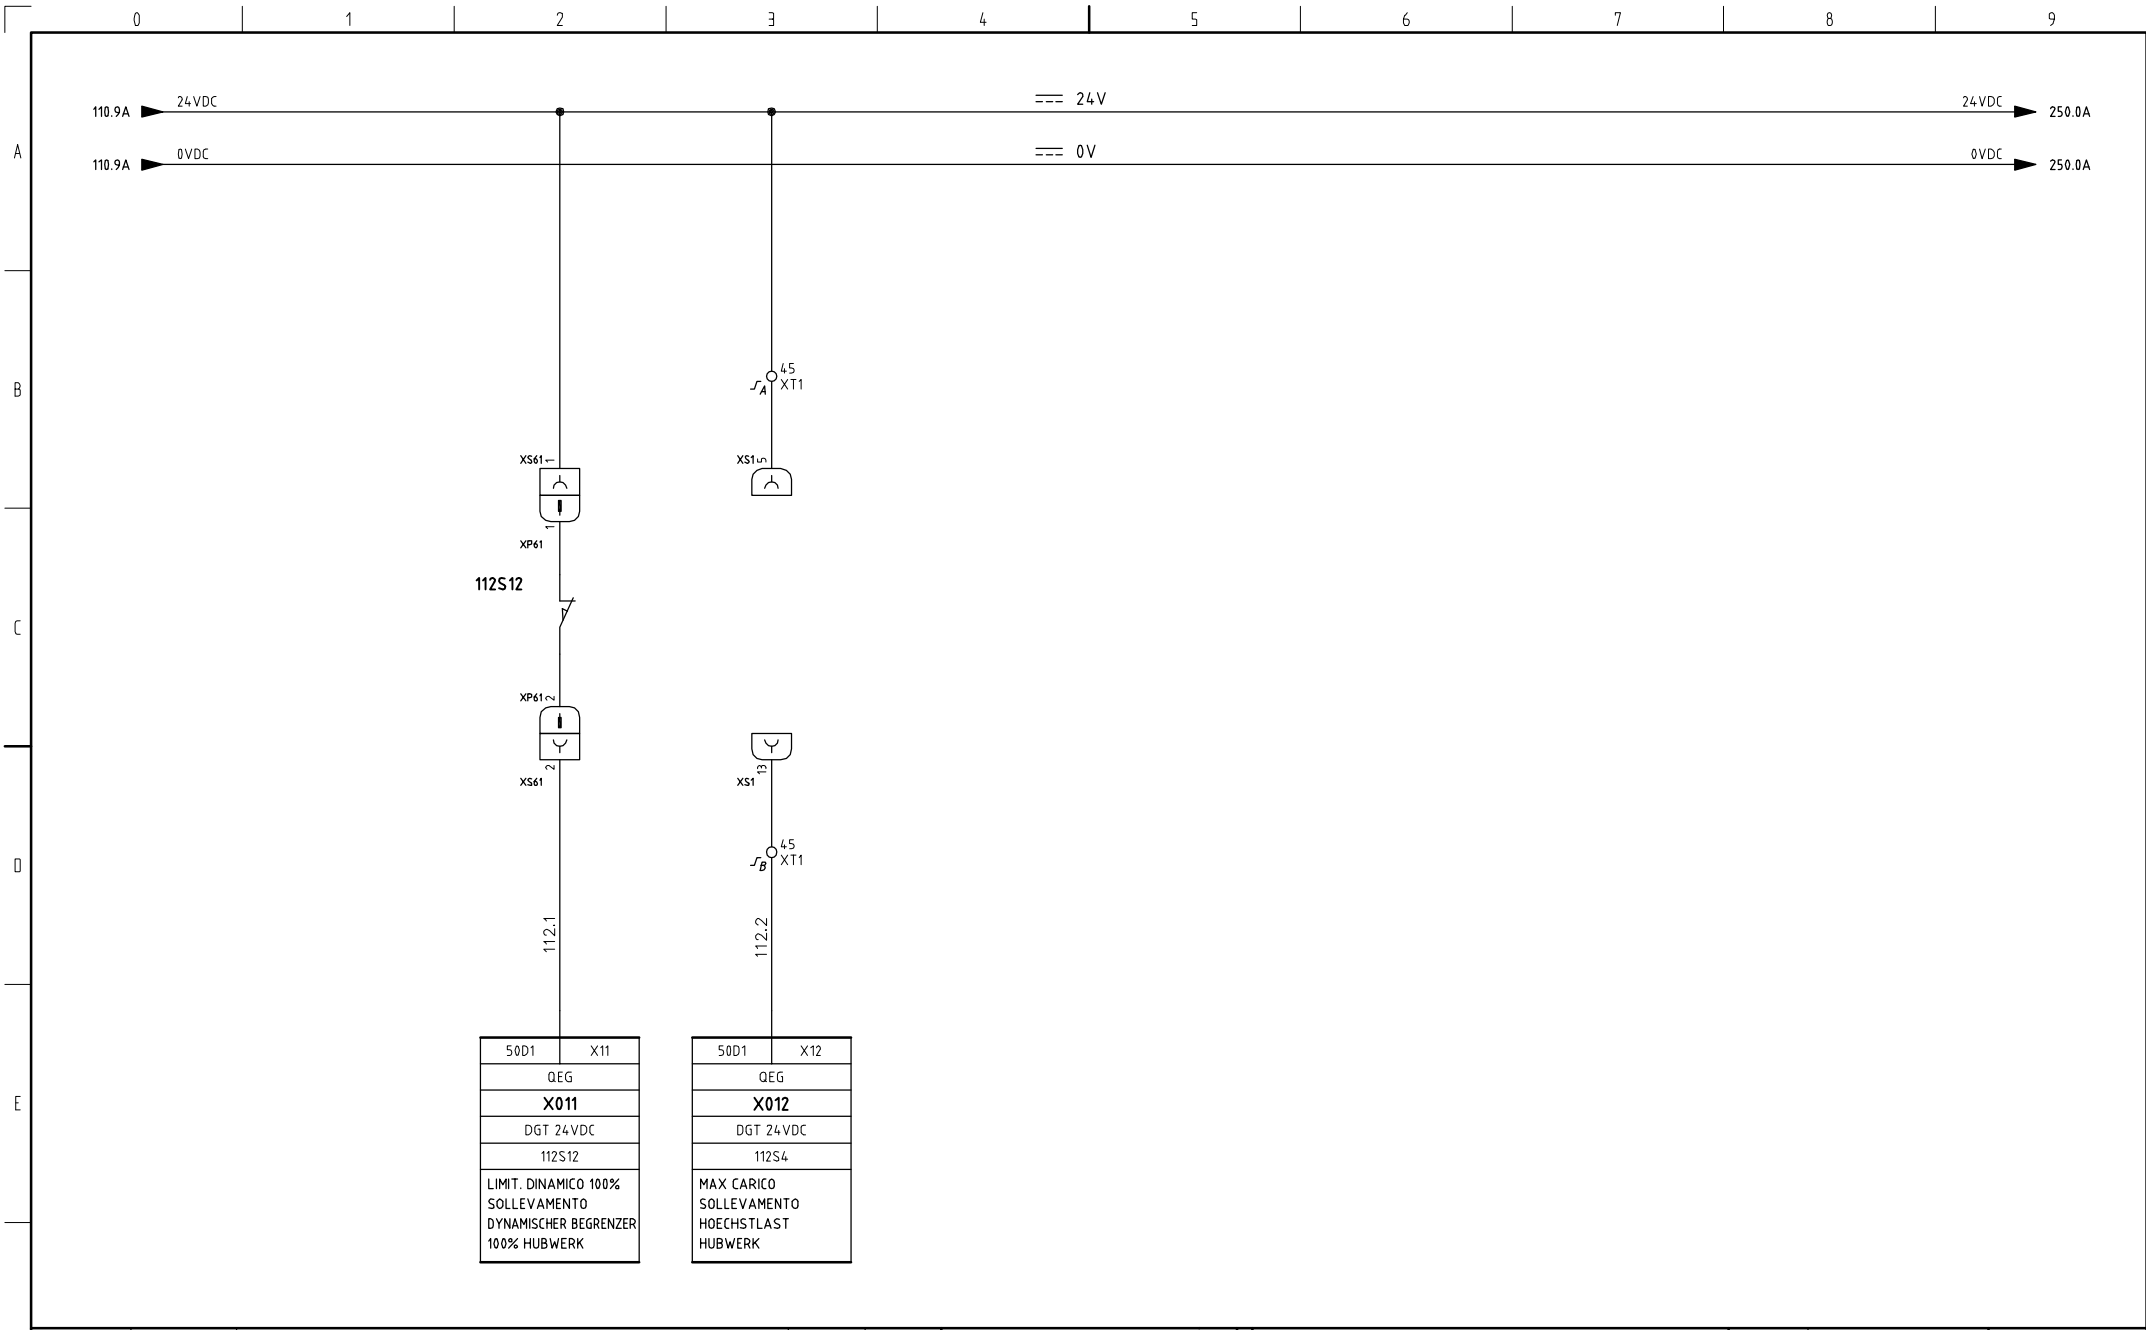 0 1 2 3 4 5 6 7 8 9
110.9A 24VDC 24V 24VDC 250.0A
A
110.9A 0VDC 0V 0VDC 250.0A
45
B
A XT1
XS61 1 XS1 5
1
XP61
112S12
C
XP61 2
2 13
XS61 XS1
45
D
B XT1
112.1 112.2
50D1 X11
QEG
E
X011
DGT 24VDC
112S12
LIMIT. DINAMICO 100%
SOLLEVAMENTO
DYNAMISCHER BEGRENZER
100% HUBWERK
50D1 X12
QEG
X012
DGT 24VDC
112S4
MAX CARICO
SOLLEVAMENTO
HOECHSTLAST
HUBWERK